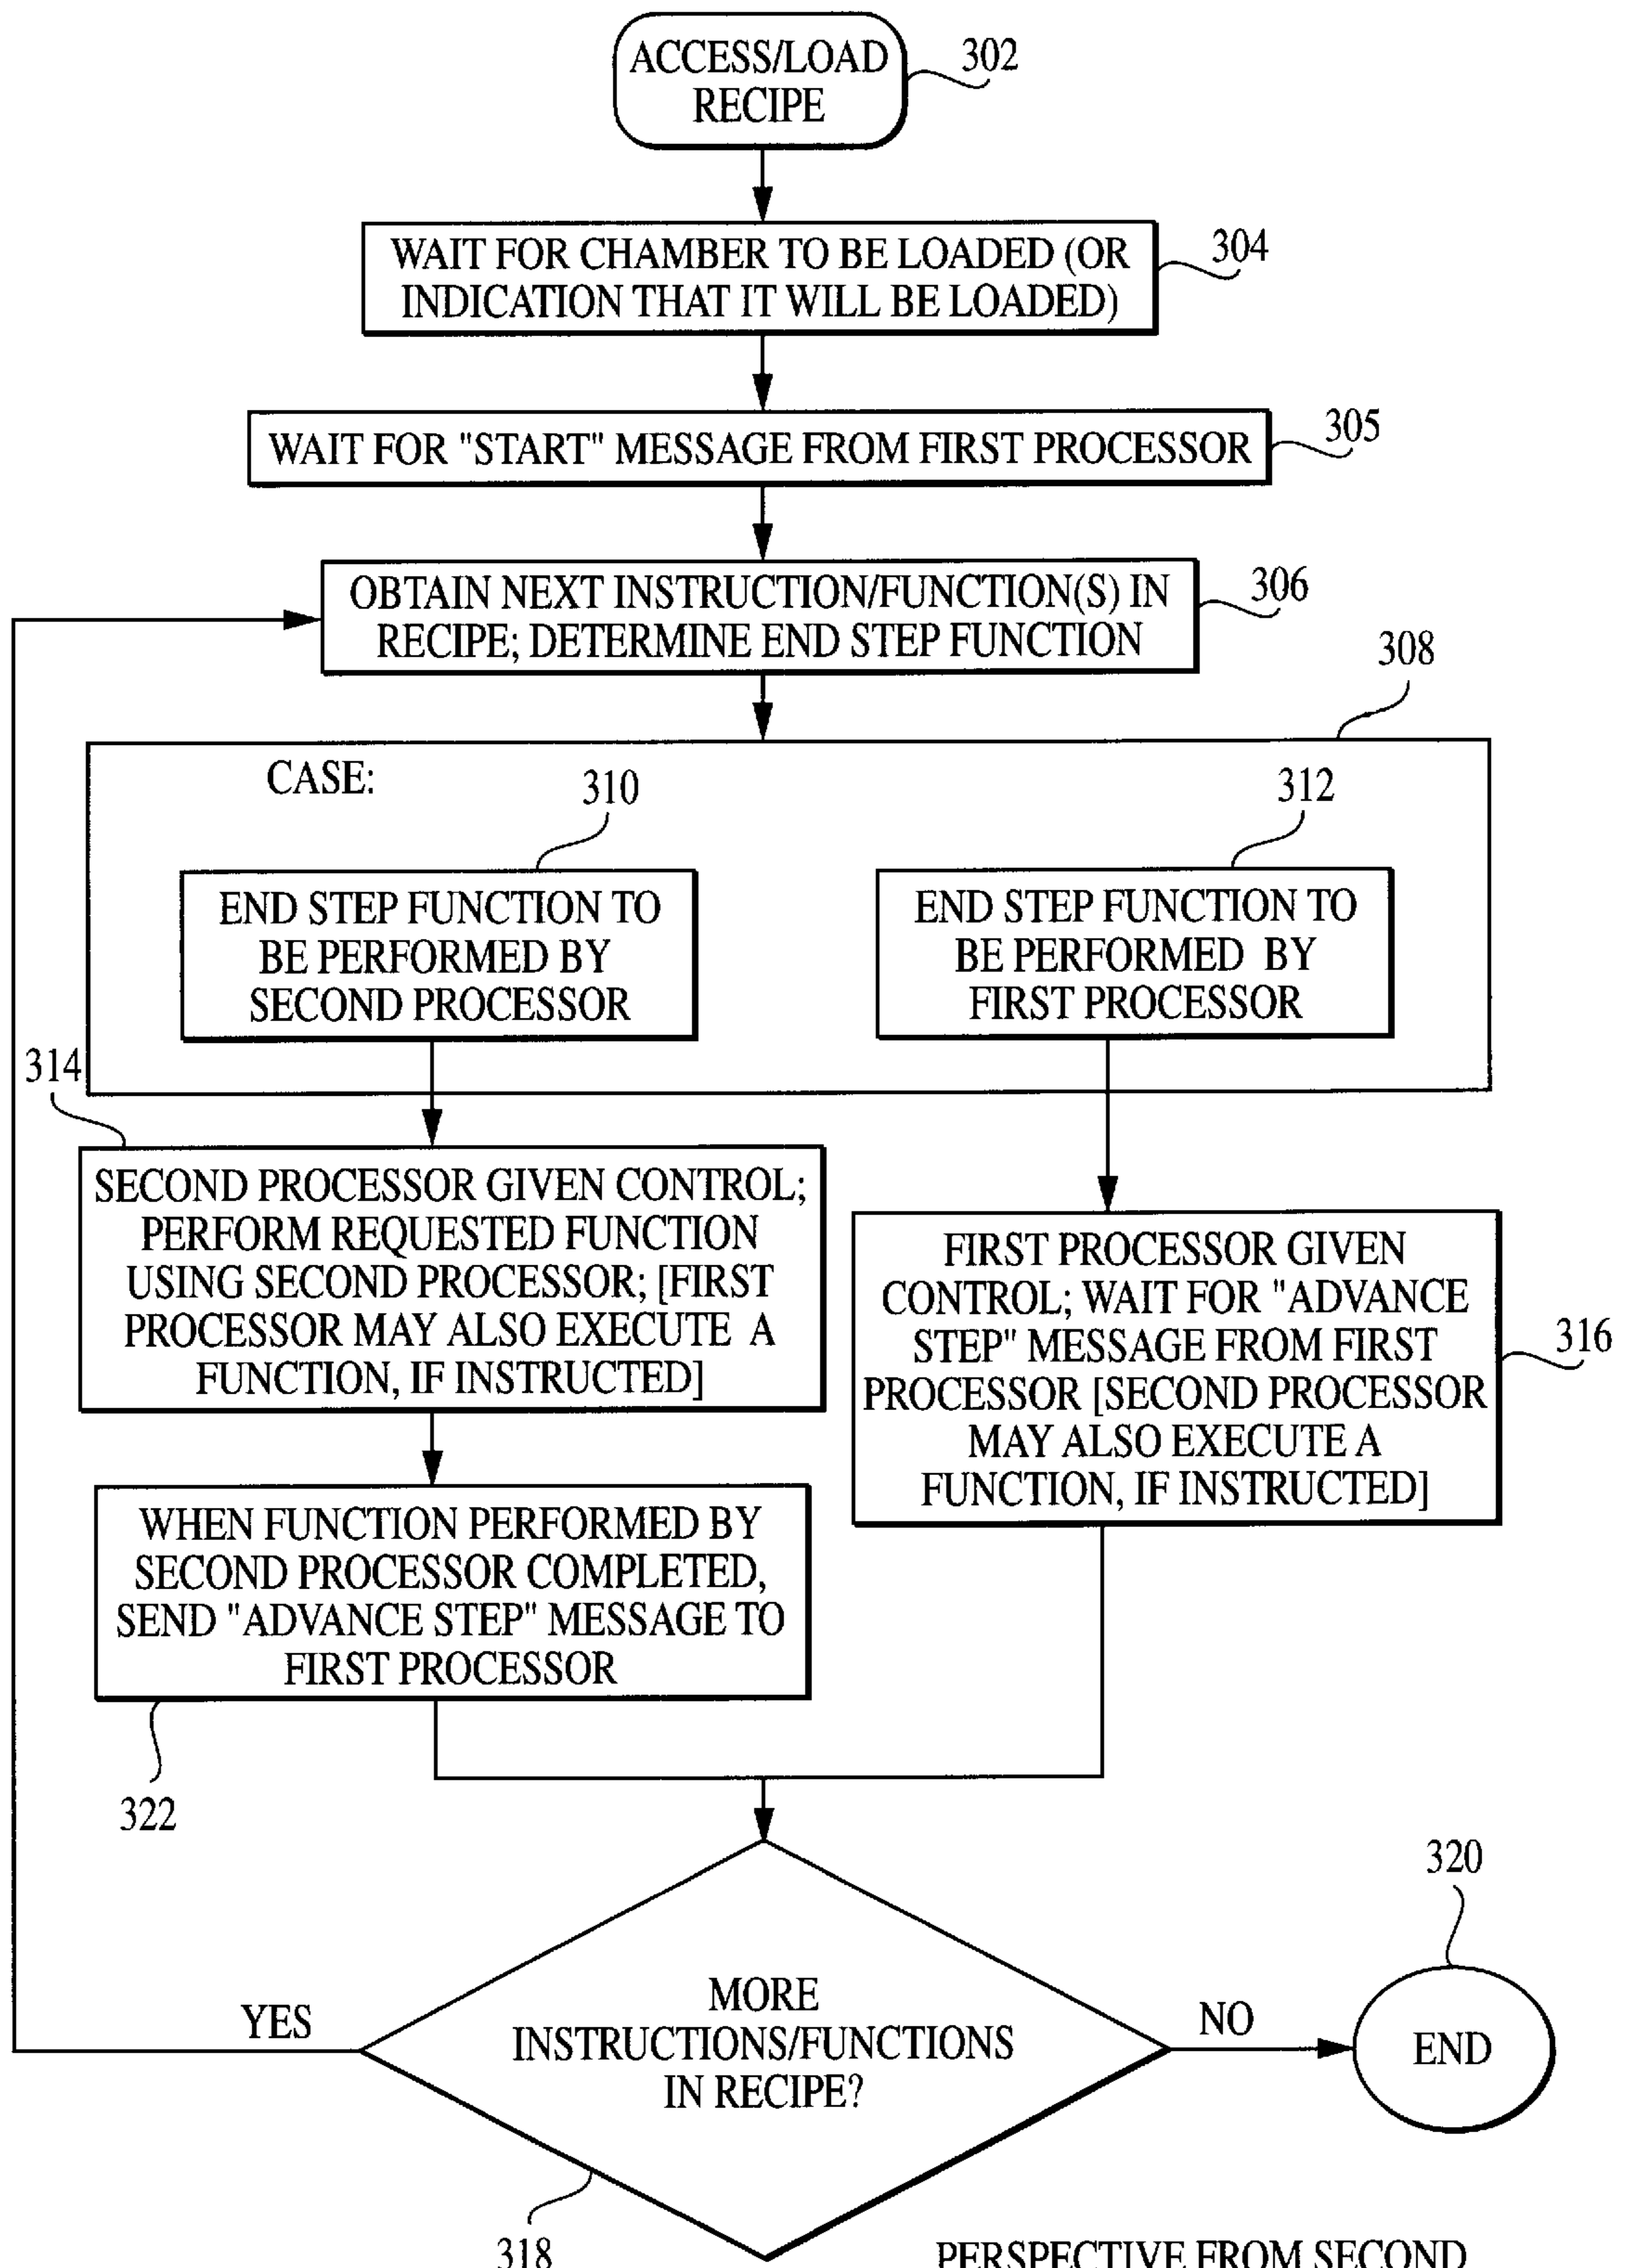 ACCESS/LOAD
RECIPE
302
WAIT FOR CHAMBER TO BE LOADED (OR
INDICATION THAT IT WILL BE LOADED)
304
WAIT FOR "START" MESSAGE FROM FIRST PROCESSOR
305
OBTAIN NEXT INSTRUCTION/FUNCTION(S) IN
RECIPE; DETERMINE END STEP FUNCTION
306
308
CASE:
310
312
END STEP FUNCTION TO
BE PERFORMED BY
SECOND PROCESSOR
END STEP FUNCTION TO
BE PERFORMED BY
FIRST PROCESSOR
314
SECOND PROCESSOR GIVEN CONTROL;
PERFORM REQUESTED FUNCTION
USING SECOND PROCESSOR; [FIRST
PROCESSOR MAY ALSO EXECUTE A
FUNCTION, IF INSTRUCTED]
FIRST PROCESSOR GIVEN
CONTROL; WAIT FOR "ADVANCE
STEP" MESSAGE FROM FIRST
PROCESSOR [SECOND PROCESSOR
MAY ALSO EXECUTE A
FUNCTION, IF INSTRUCTED]
316
WHEN FUNCTION PERFORMED BY
SECOND PROCESSOR COMPLETED,
SEND "ADVANCE STEP" MESSAGE TO
FIRST PROCESSOR
322
MORE
INSTRUCTIONS/FUNCTIONS
IN RECIPE?
YES
NO
320
END
318
PERSPECTIVE FROM SECOND